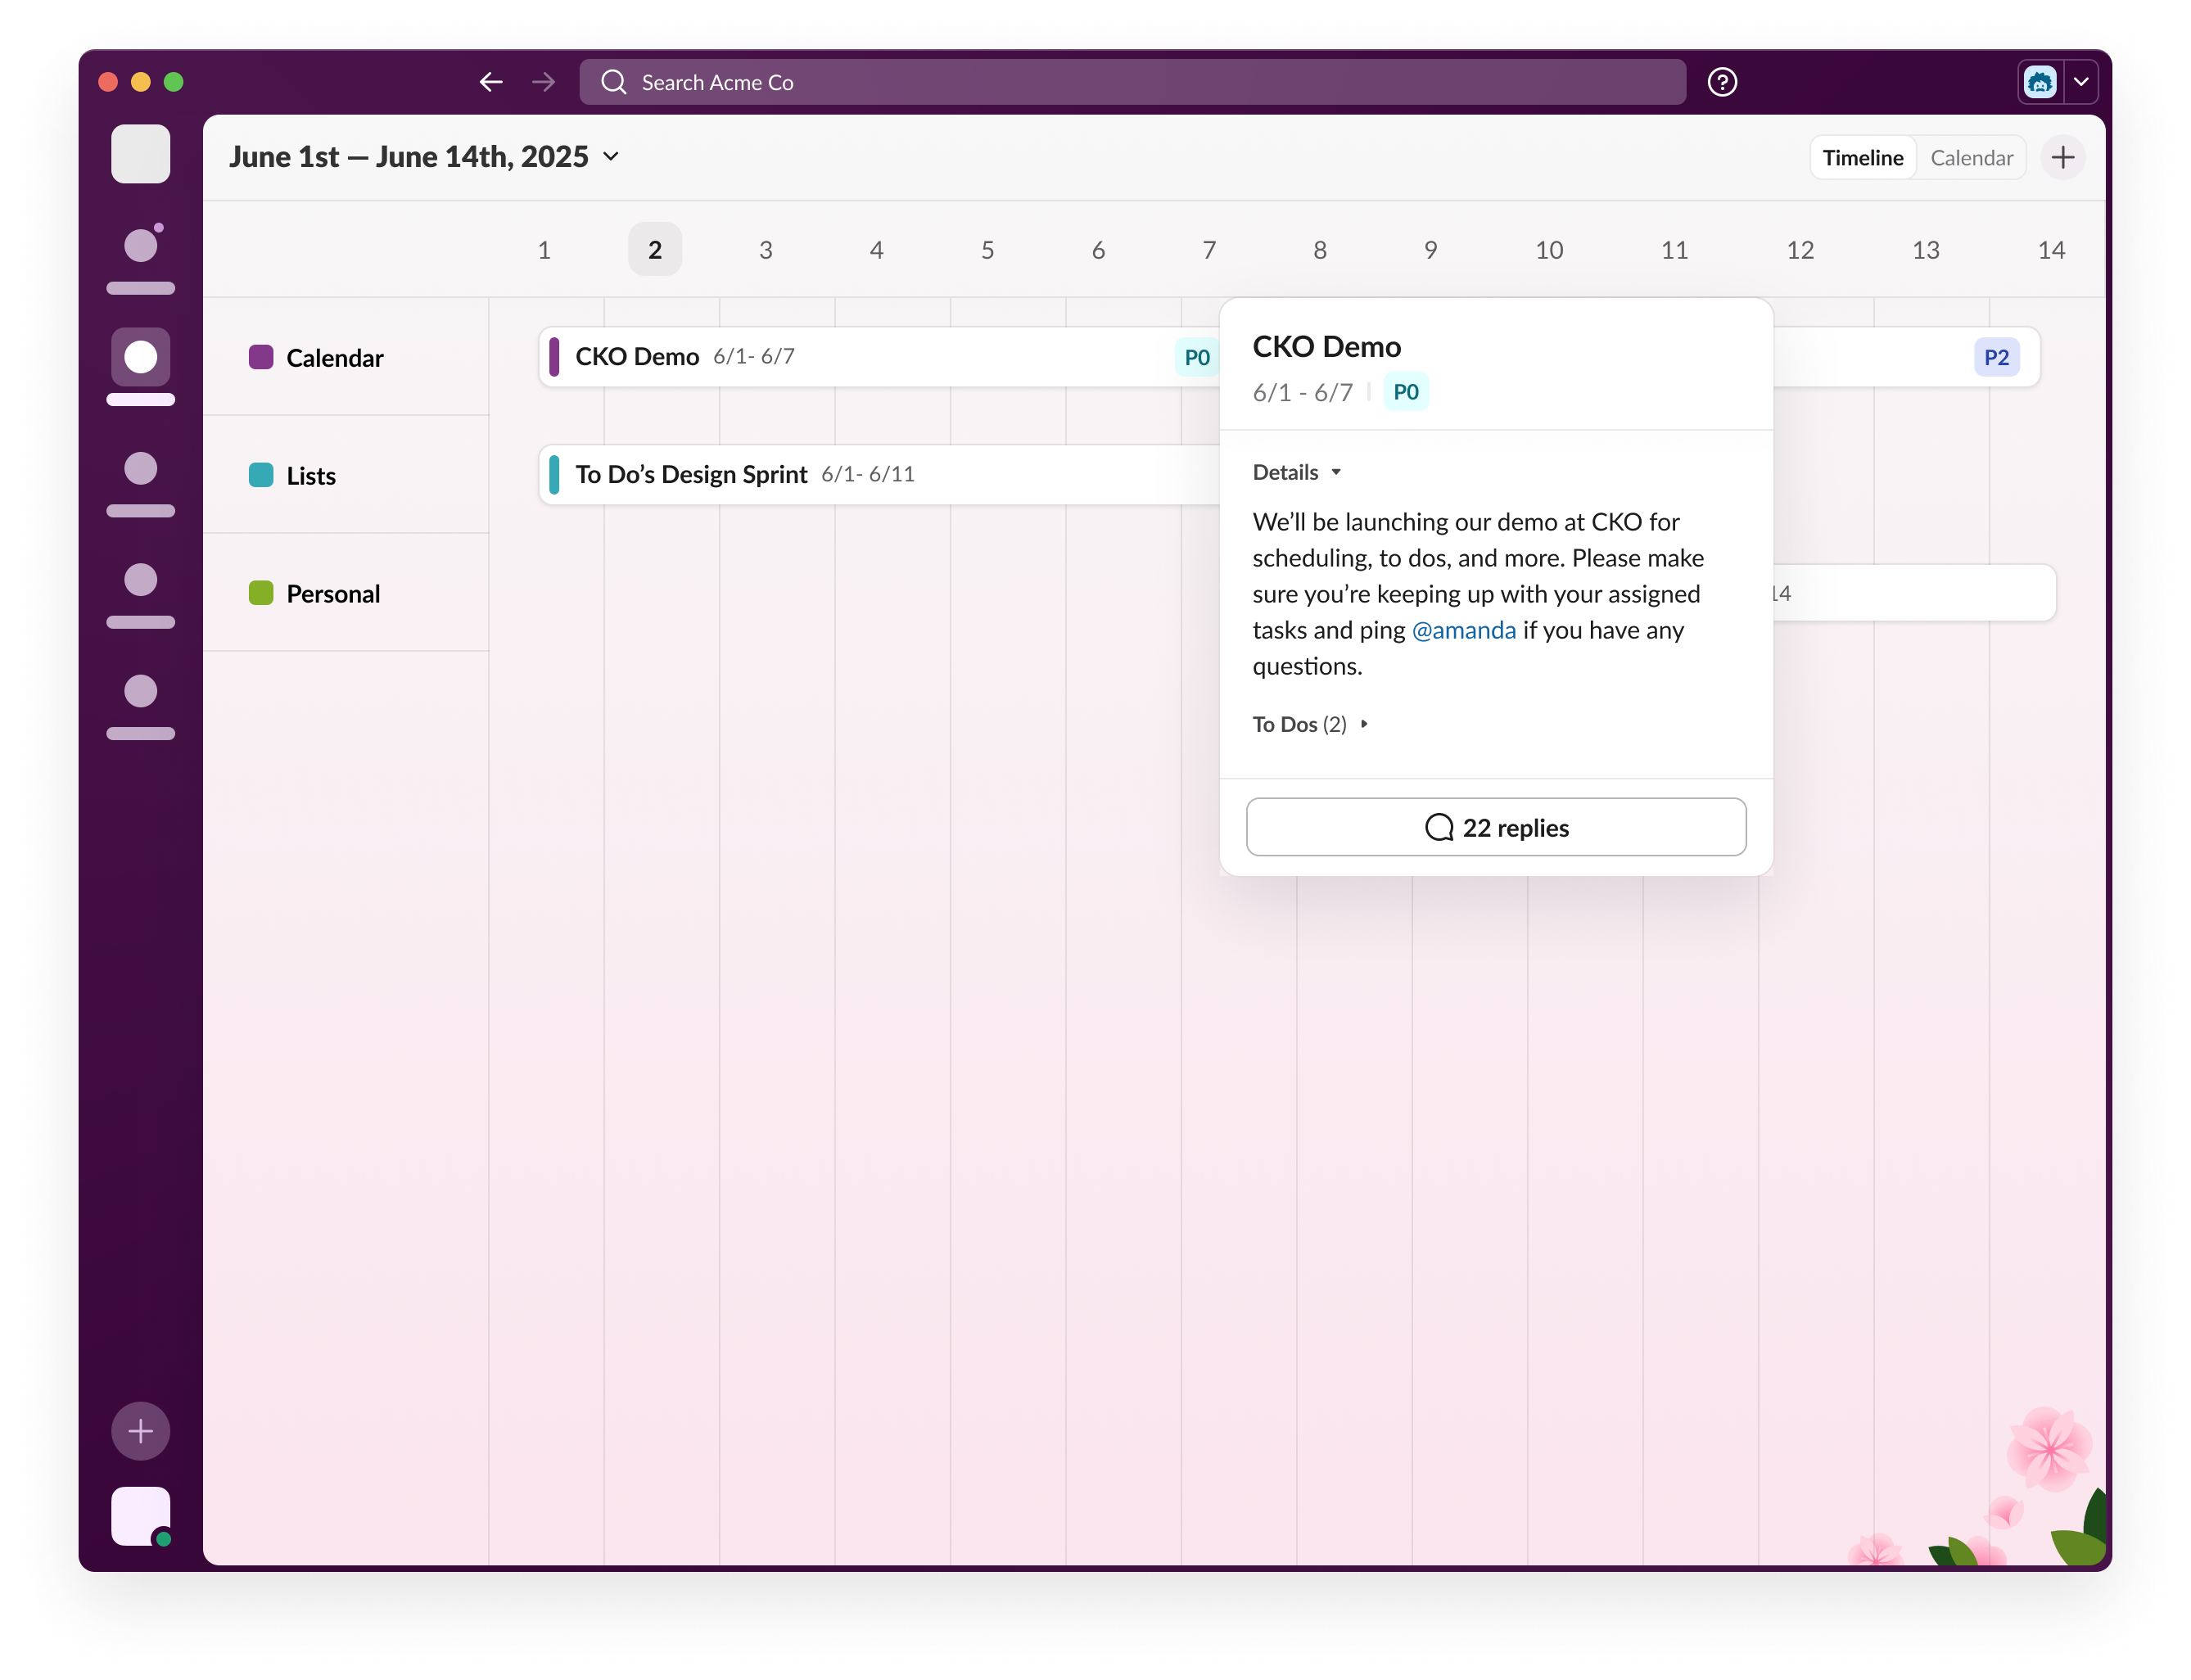 Search Acme Co
June 1st — June 14th, 2025
Timeline Calendar
1 2 3 4 5 6 7 8 9 10 11 12 13 14
Calendar
CKO Demo 6/1- 6/7 P0
P2
Lists
To Do’s Design Sprint 6/1- 6/11
Personal
14
CKO Demo
6/1 - 6/7 P0
Details
We’ll be launching our demo at CKO for
scheduling, to dos, and more. Please make
sure you’re keeping up with your assigned
tasks and ping @amanda if you have any
questions.
To Dos (2)
22 replies